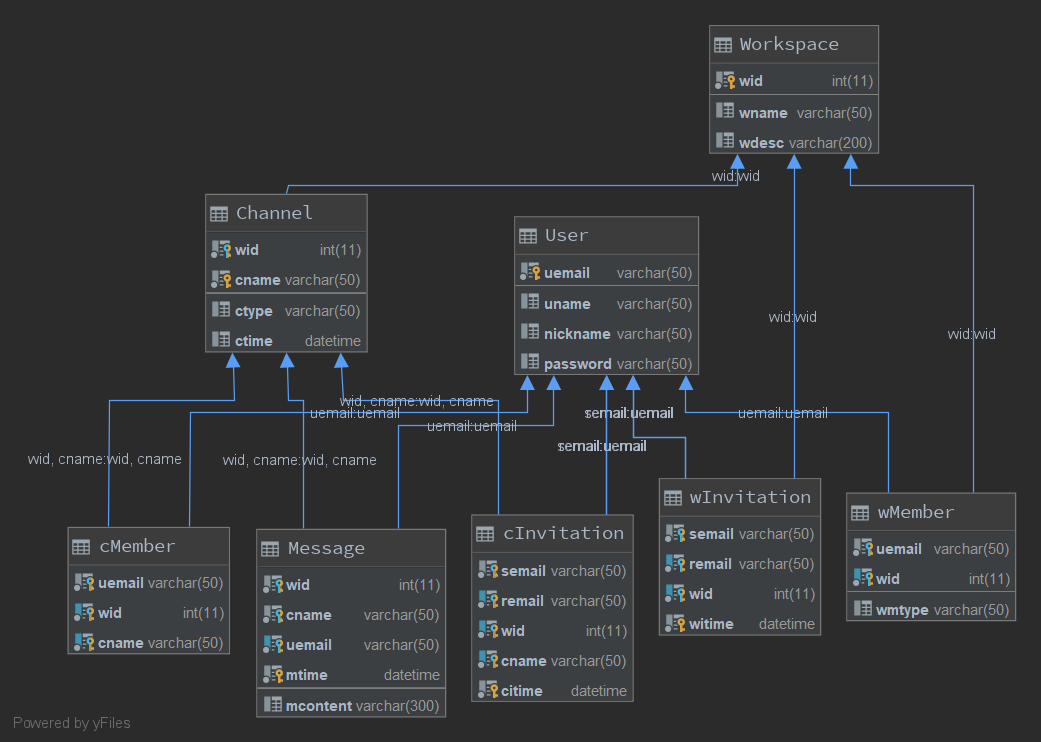 Workspace
wid int(11)
wname varchar(50)
wdesc varchar(200)
wid:wid
Channel
wid int(11)
cname varchar(50)
ctype varchar(50)
ctime datetime
User
uemail varchar(50)
uname varchar(50)
nickname varchar(50)
password varchar(50)
wid:wid
wid:wid
wid, cname:wid, cname
uemail:uemail
semail:uemail
uemail:uemail
uemail:uemail
semail:uemail
wid, cname:wid, cname
wid, cname:wid, cname
cMember
uemail varchar(50)
wid int(11)
cname varchar(50)
Message
wid int(11)
cname varchar(50)
uemail varchar(50)
mtime datetime
mcontent varchar(300)
cInvitation
semail varchar(50)
remail varchar(50)
wid int(11)
cname varchar(50)
citime datetime
wInvitation
semail varchar(50)
remail varchar(50)
wid int(11)
witime datetime
wMember
uemail varchar(50)
wid int(11)
wmtype varchar(50)
Powered by yFiles